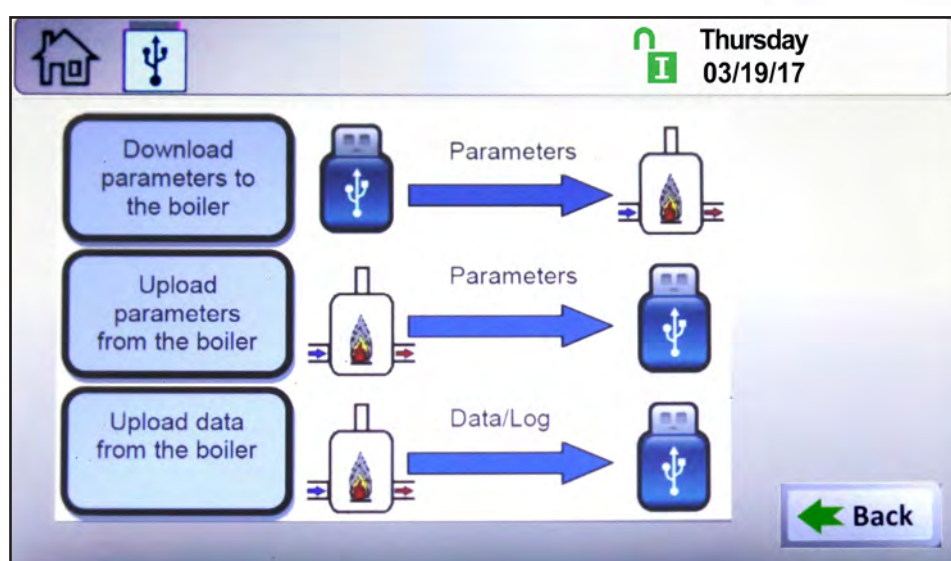 Thursday
03/19/17
I
Download
parameters to
the boiler
Parameters
Upload
parameters
from the boiler
Parameters
Upload data
from the boiler
Data/Log
Back